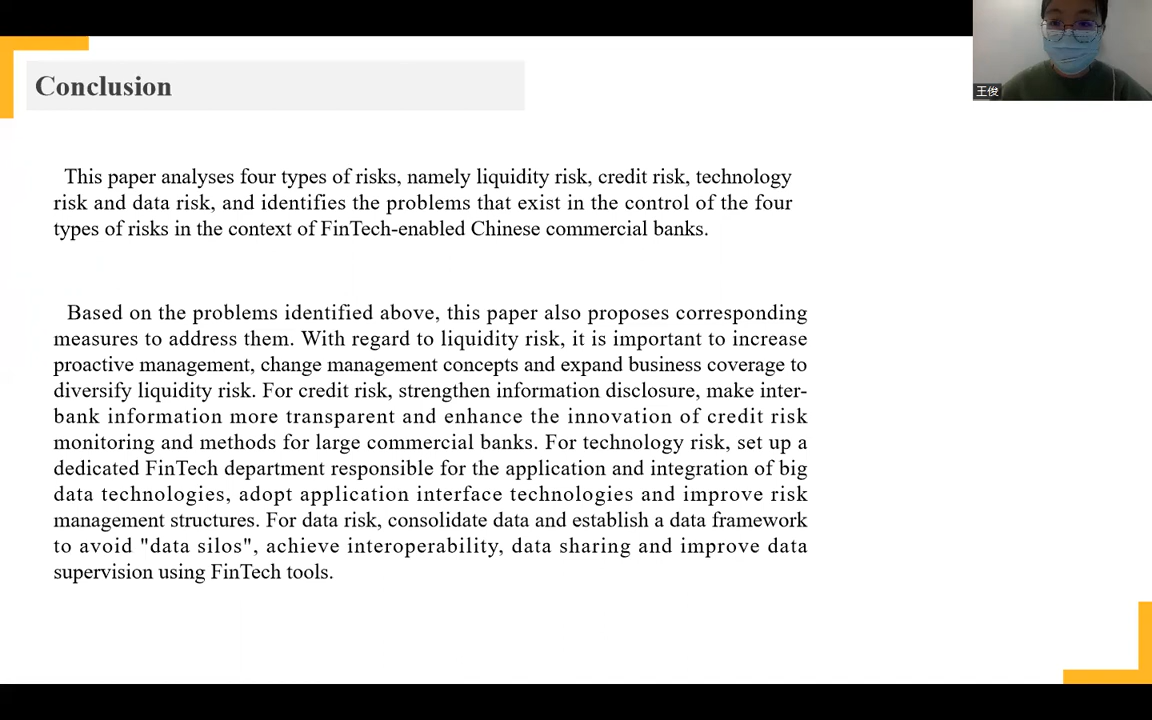 Conclusion
王俊
This paper analyses four types of risks, namely liquidity risk, credit risk, technology
risk and data risk, and identifies the problems that exist in the control of the four
types of risks in the context of FinTech-enabled Chinese commercial banks.
Based on the problems identified above, this paper also proposes corresponding
measures to address them. With regard to liquidity risk, it is important to increase
proactive management, change management concepts and expand business coverage to
diversify liquidity risk. For credit risk, strengthen information disclosure, make inter-
bank information more transparent and enhance the innovation of credit risk
monitoring and methods for large commercial banks. For technology risk, set up a
dedicated FinTech department responsible for the application and integration of big
data technologies, adopt application interface technologies and improve risk
management structures. For data risk, consolidate data and establish a data framework
to avoid "data silos", achieve interoperability, data sharing and improve data
supervision using FinTech tools.